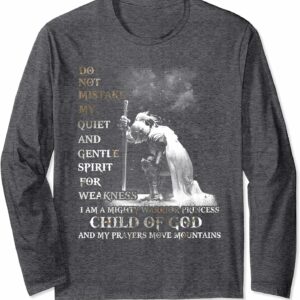 DO
NOT
MISTAKE
MY
QUIET
AND
GENTLE
SPIRIT
FOR
WEAKNESS
I AM A MIGHTY WARRIOR PRINCESS
CHILD OF GOD
AND MY PRAYERS MOVE MOUNTAINS